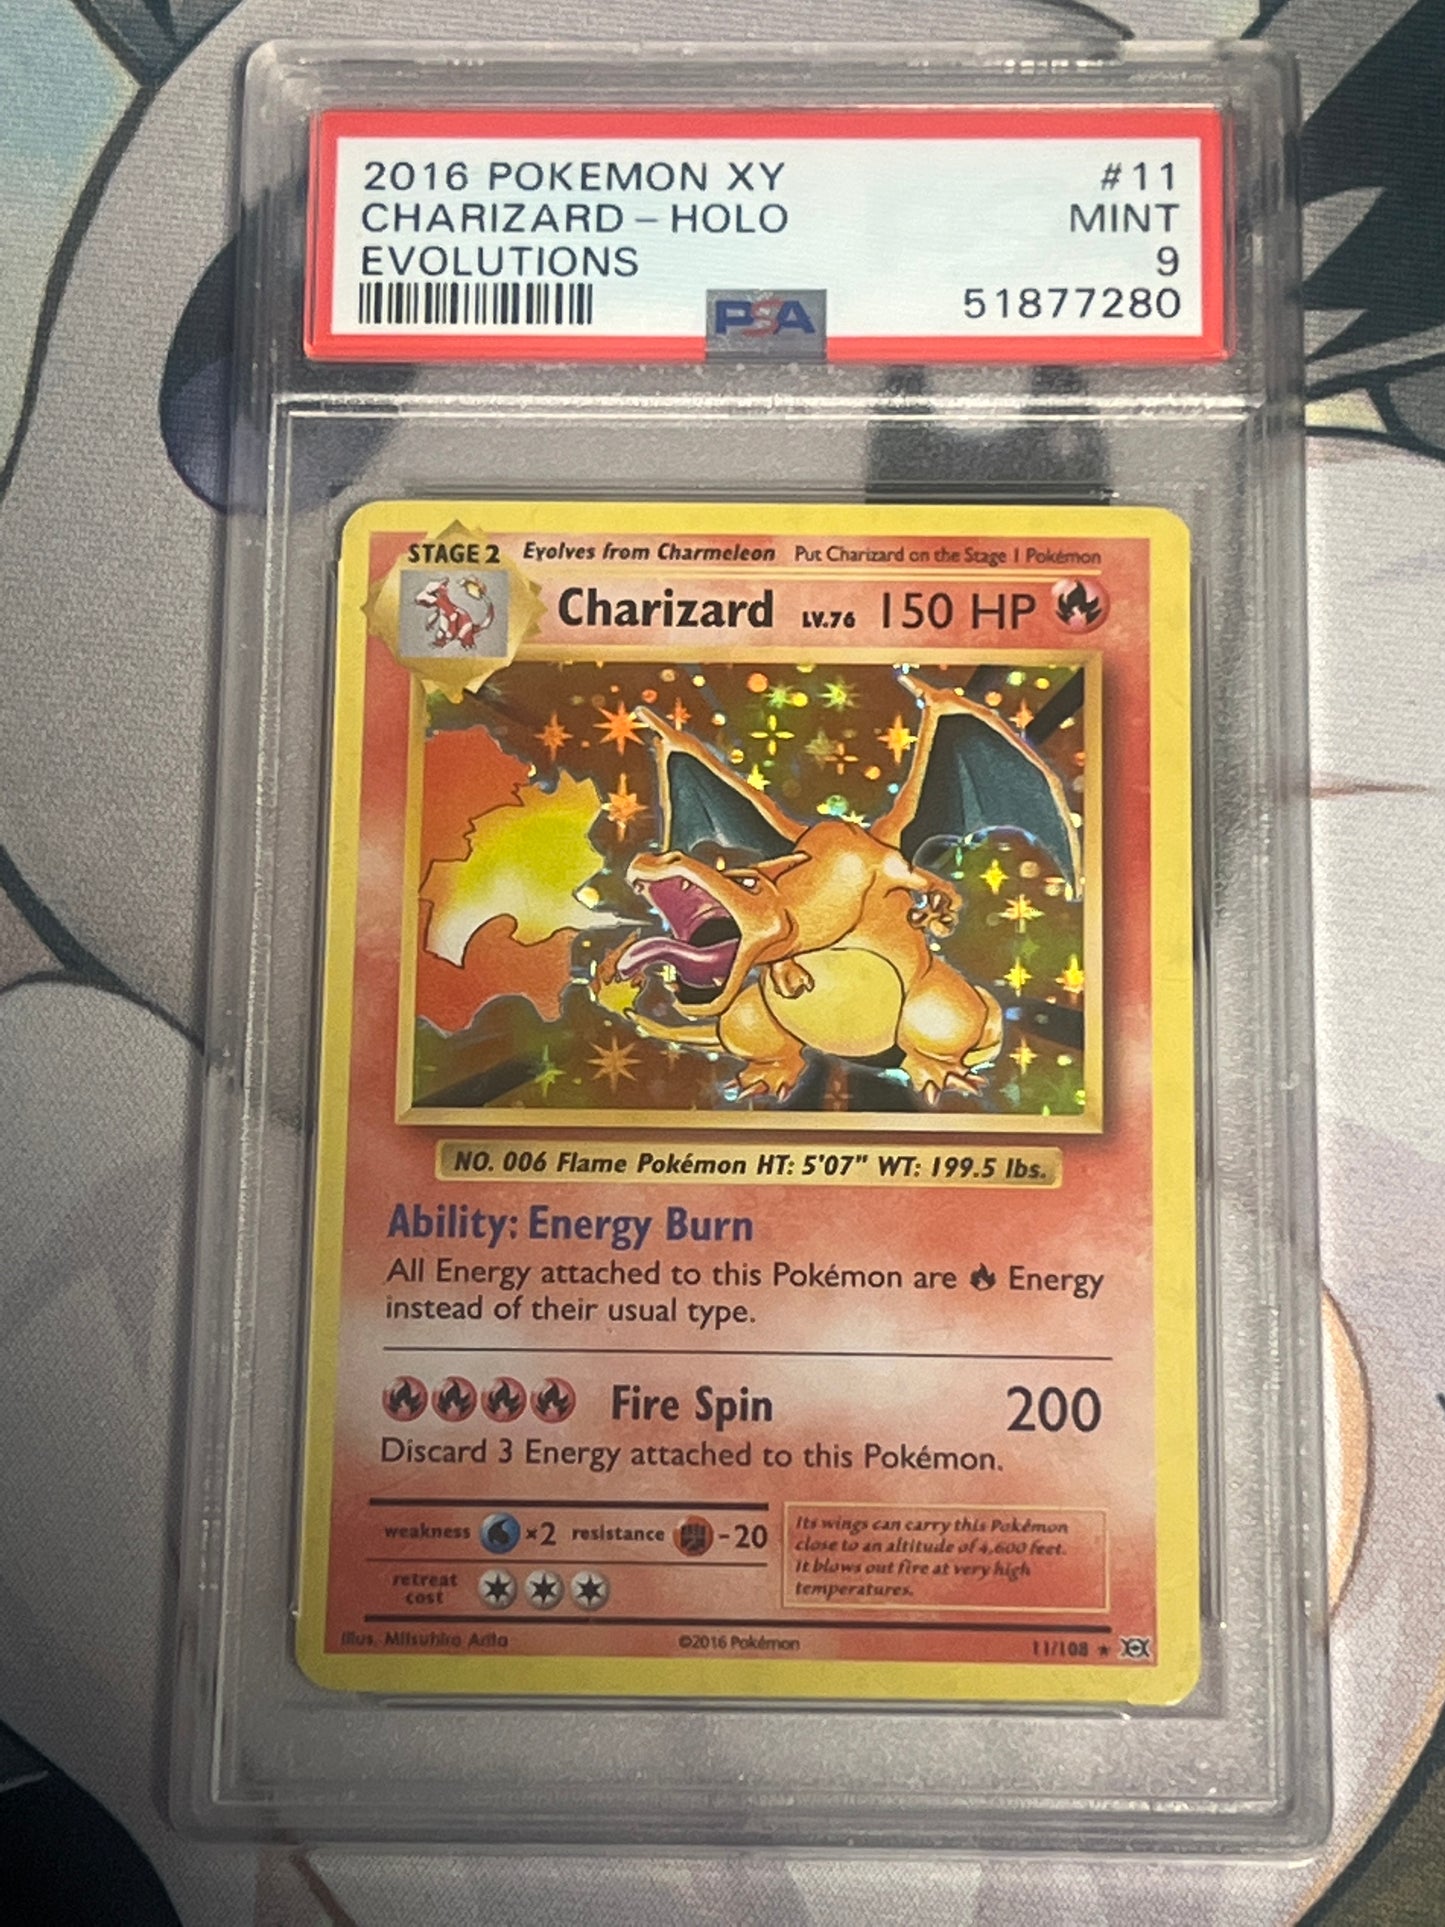 2016 POKEMON XY #11
CHARIZARD - HOLO MINT
EVOLUTIONS 9
PSA 51877280
STAGE 2 Evolves from Charmeleon Put Charizard on the Stage 1 Pokémon
Charizard LV.76 150 HP
NO. 006 Flame Pokémon HT: 5'07" WT: 199.5 lbs.
Ability: Energy Burn
All Energy attached to this Pokémon are Energy
instead of their usual type.
Fire Spin 200
Discard 3 Energy attached to this Pokémon.
weakness ×2 resistance -20
retreat
cost
Its wings can carry this Pokémon
close to an altitude of 4,600 feet.
It blows out fire at very high
temperatures.
Illus. Mitsuhiro Arita ©2016 Pokémon 11/108 ★